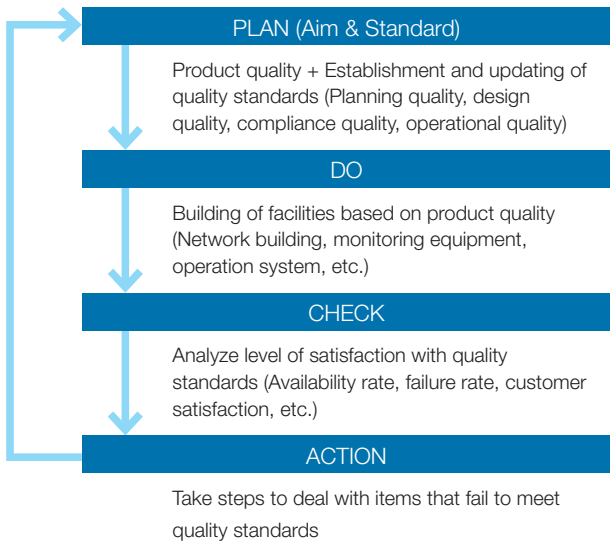 PLAN (Aim & Standard)
Product quality + Establishment and updating of
quality standards (Planning quality, design
quality, compliance quality, operational quality)
DO
Building of facilities based on product quality
(Network building, monitoring equipment,
operation system, etc.)
CHECK
Analyze level of satisfaction with quality
standards (Availability rate, failure rate, customer
satisfaction, etc.)
ACTION
Take steps to deal with items that fail to meet
quality standards